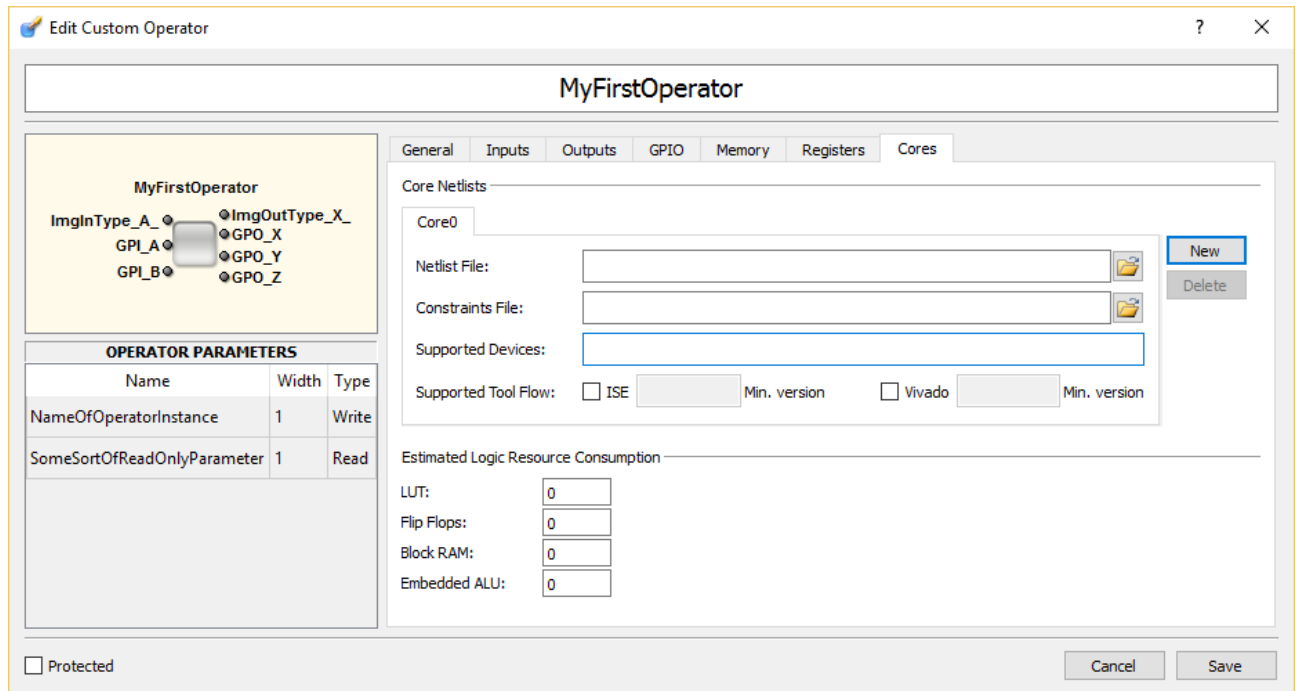 Edit Custom Operator ? ×
MyFirstOperator
MyFirstOperator
ImgInType_A_ ImgOutType_X_
GPI_A GPO_X
GPO_Y
GPI_B GPO_Z
OPERATOR PARAMETERS
Name Width Type
NameOfOperatorInstance 1 Write
SomeSortOfReadOnlyParameter 1 Read
General Inputs Outputs GPIO Memory Registers Cores
Core Netlists
Core0
Netlist File:
Constraints File:
Supported Devices:
Supported Tool Flow: ISE Min. version Vivado Min. version
New
Delete
Estimated Logic Resource Consumption
LUT: 0
Flip Flops: 0
Block RAM: 0
Embedded ALU: 0
Protected Cancel Save